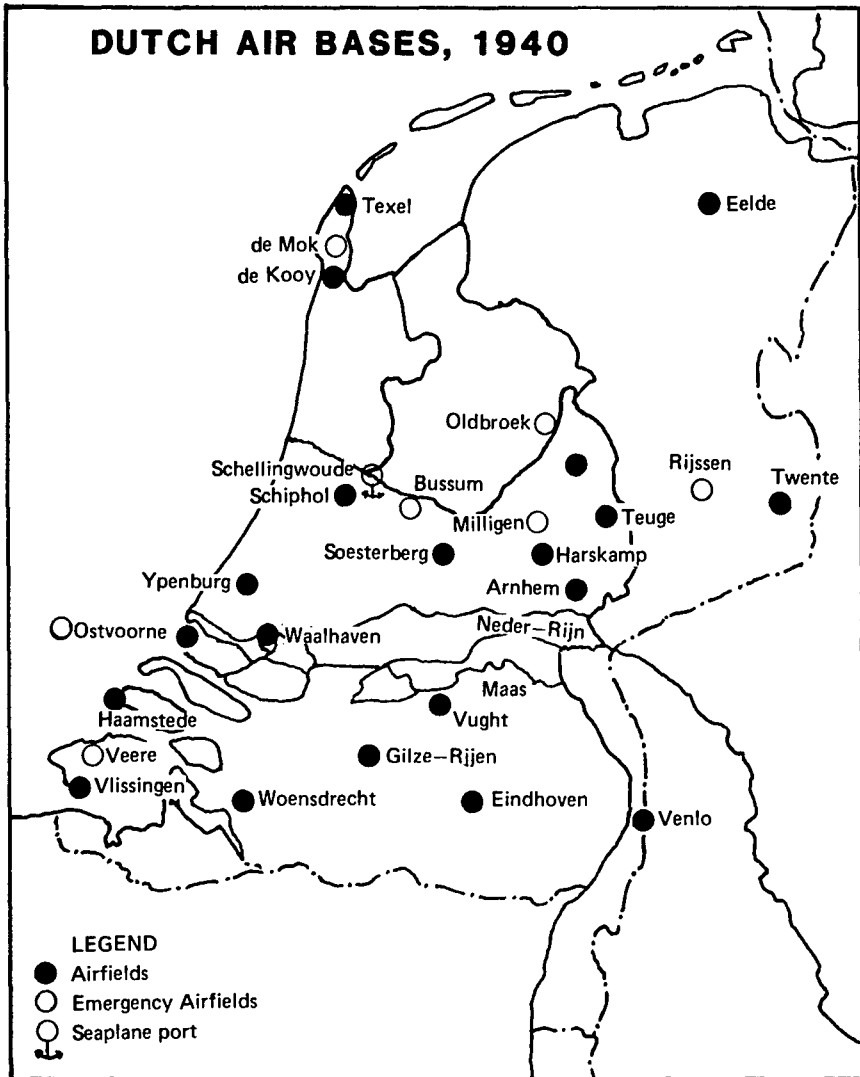 DUTCH AIR BASES, 1940
Texel
Eelde
de Mok
de Kooy
Oldbroek
Schellingwoude
Rijssen
Bussum
Twente
Schiphol
Milligen
Teuge
Soesterberg
Harskamp
Ypenburg
Arnhem
Neder-Rijn
Ostvoorne
Waalhaven
Maas
Haamstede
Vught
Veere
Gilze-Rijen
Vlissingen
Woensdrecht
Eindhoven
Venlo
LEGEND
Airfields
Emergency Airfields
Seaplane port